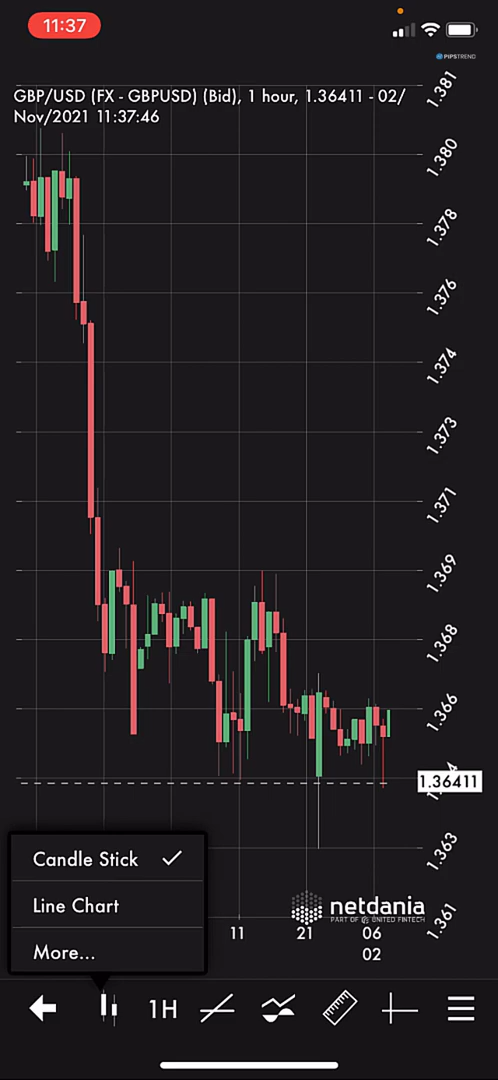 11:37
PIPSTREND
GBP/USD (FX - GBPUSD) (Bid), 1 hour, 1.36411 - 02/
Nov/2021 11:37:46
1.381
1.380
1.378
1.376
1.374
1.373
1.371
1.369
1.368
1.366
1.36411
1.363
1.361
Candle Stick
Line Chart
More...
netdania
PART OF UNITED FINTECH
11
21
06
02
1H